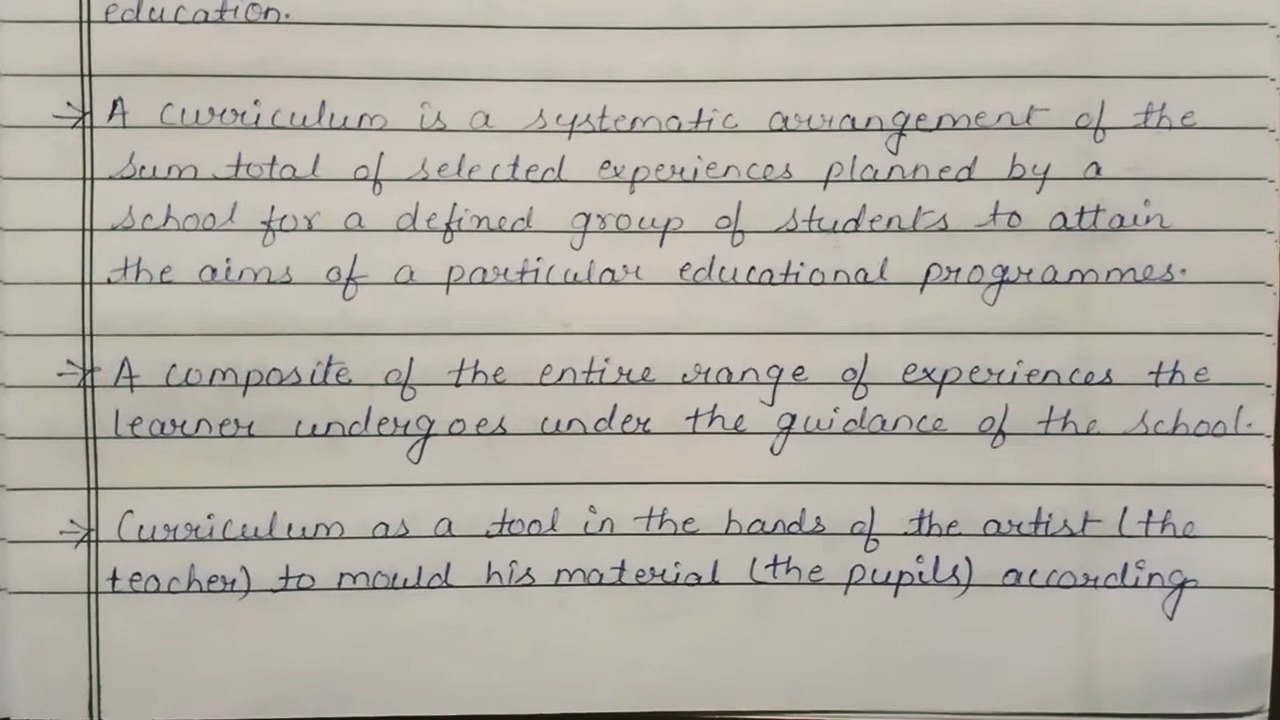 education.
→ A curriculum is a systematic arrangement of the
sum total of selected experiences planned by a
school for a defined group of students to attain
the aims of a particular educational programmes.
→ A composite of the entire range of experiences the
learner undergoes under the guidance of the school.
→ Curriculum as a tool in the hands of the artist (the
teacher) to mould his material (the pupils) according